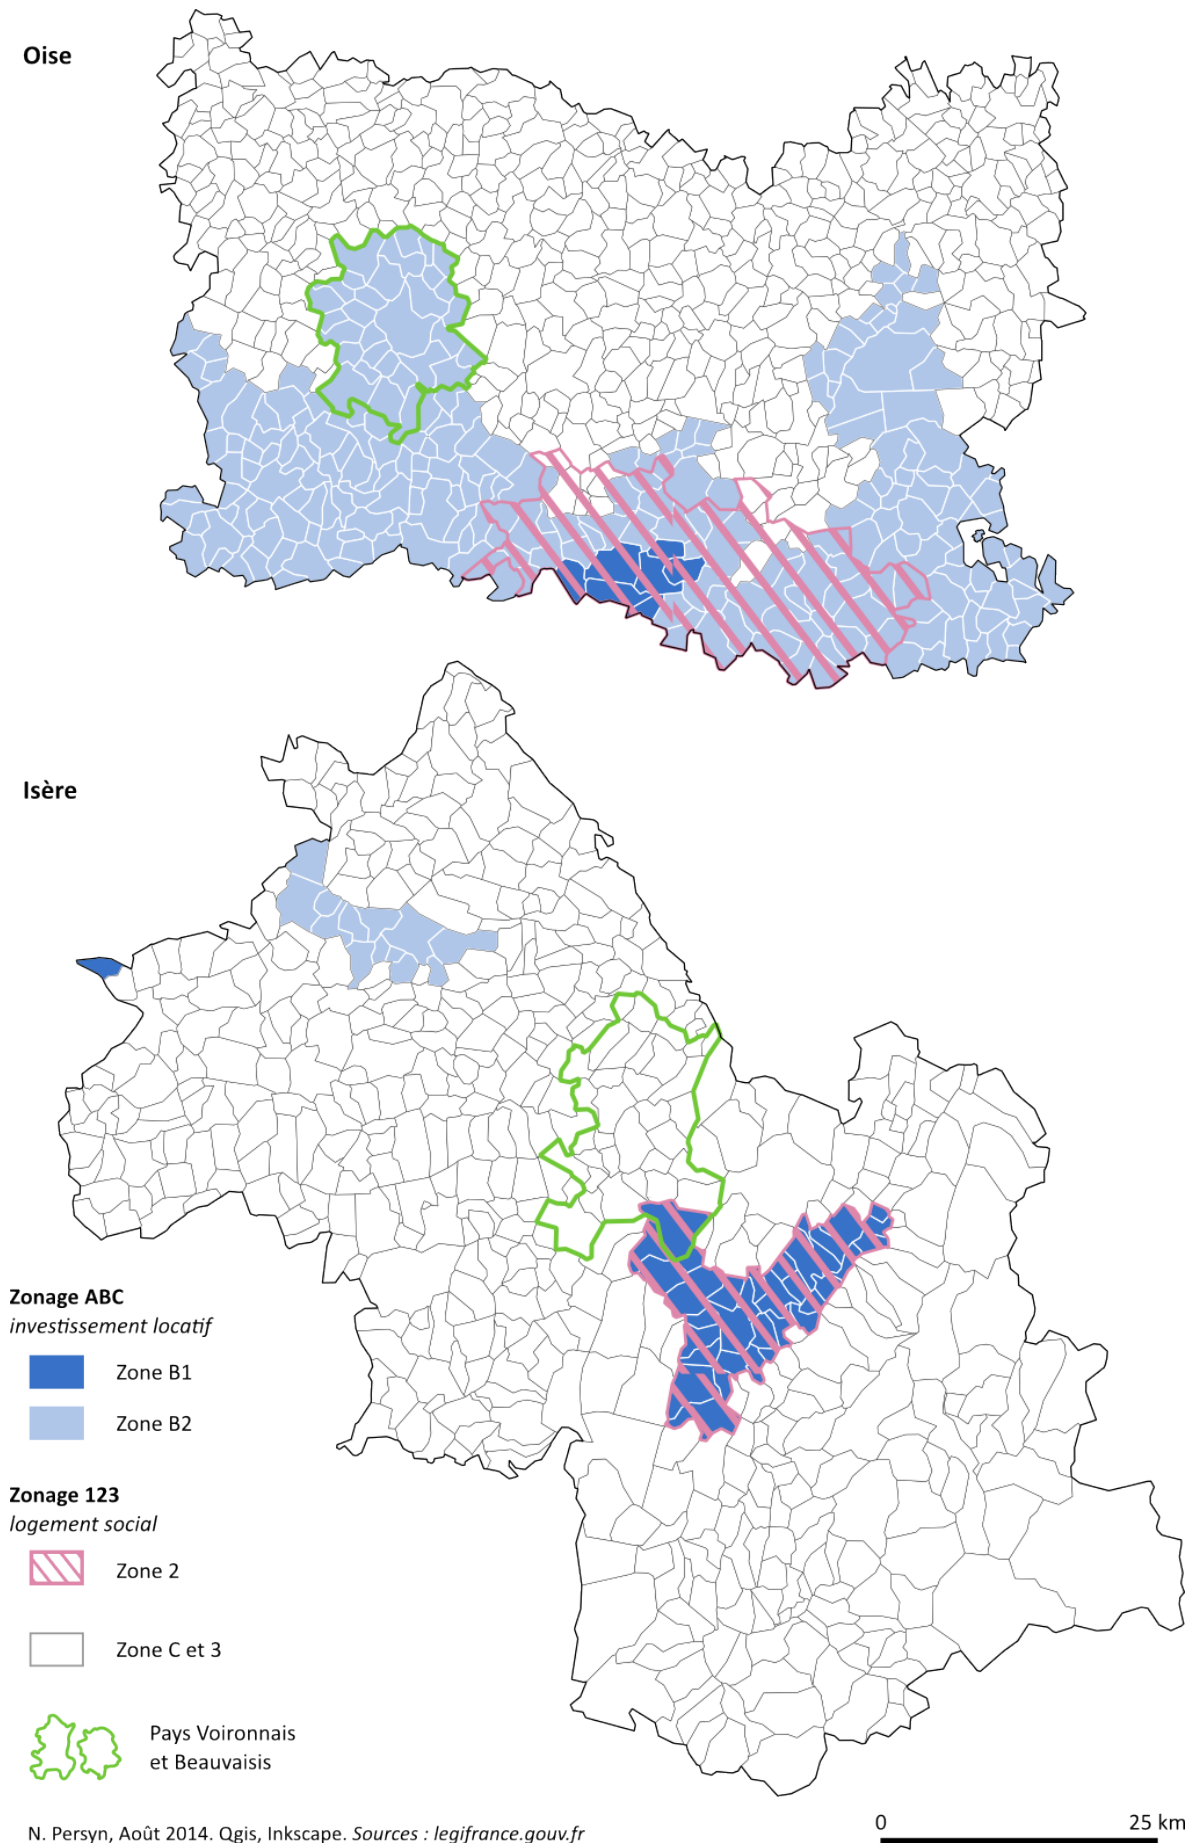 Oise
Isère
Zonage ABC
investissement locatif
Zone B1
Zone B2
Zonage 123
logement social
Zone 2
Zone C et 3
Pays Voironnais
et Beauvaisis
N. Persyn, Août 2014. Qgis, Inkscape. Sources : legifrance.gouv.fr
0 25 km